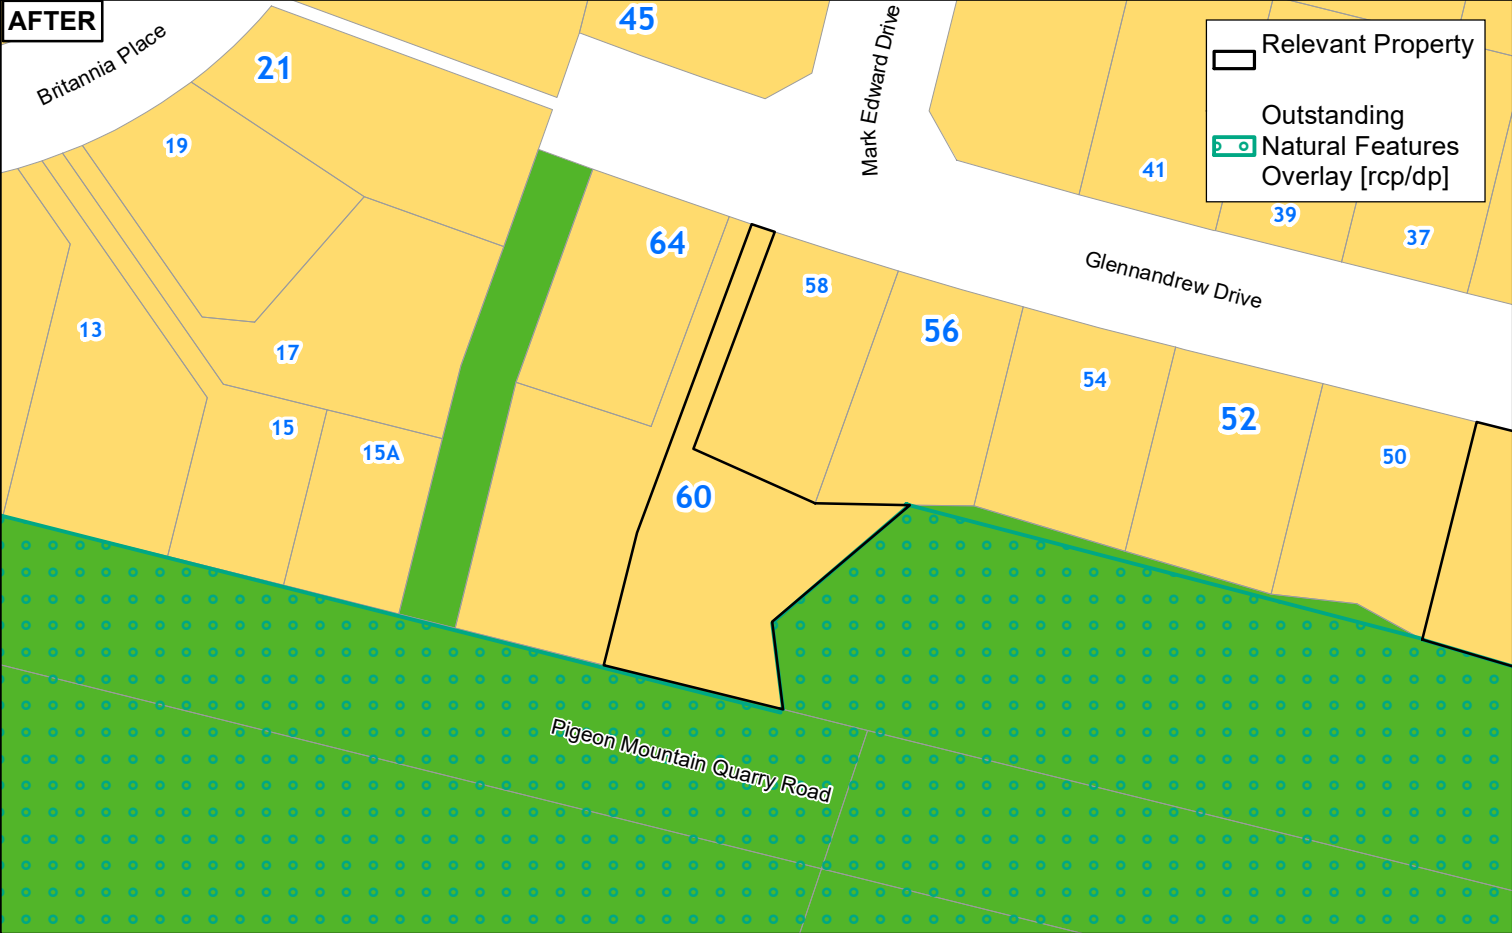 AFTER
Britannia Place
45
Mark Edward Drive
Relevant Property
Outstanding
Natural Features
Overlay [rcp/dp]
21
19
41
39
37
64
58
Glennandrew Drive
13
17
56
54
15
15A
52
50
60
Pigeon Mountain Quarry Road